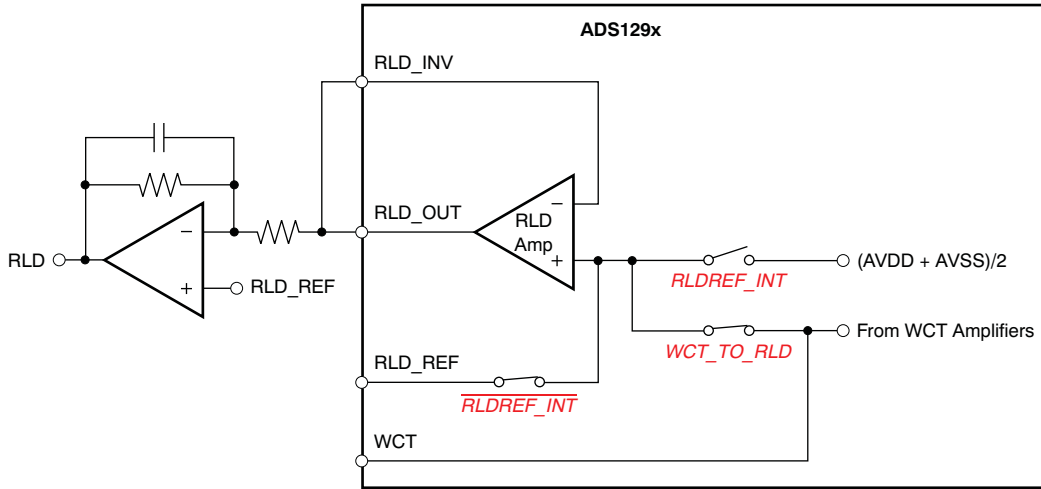 ADS129x
RLD_INV
RLD_OUT
RLD
Amp
−
+
RLDREF_INT
(AVDD + AVSS)/2
WCT_TO_RLD
From WCT Amplifiers
RLD
−
+
RLD_REF
RLD_REF
RLDREF_INT
WCT